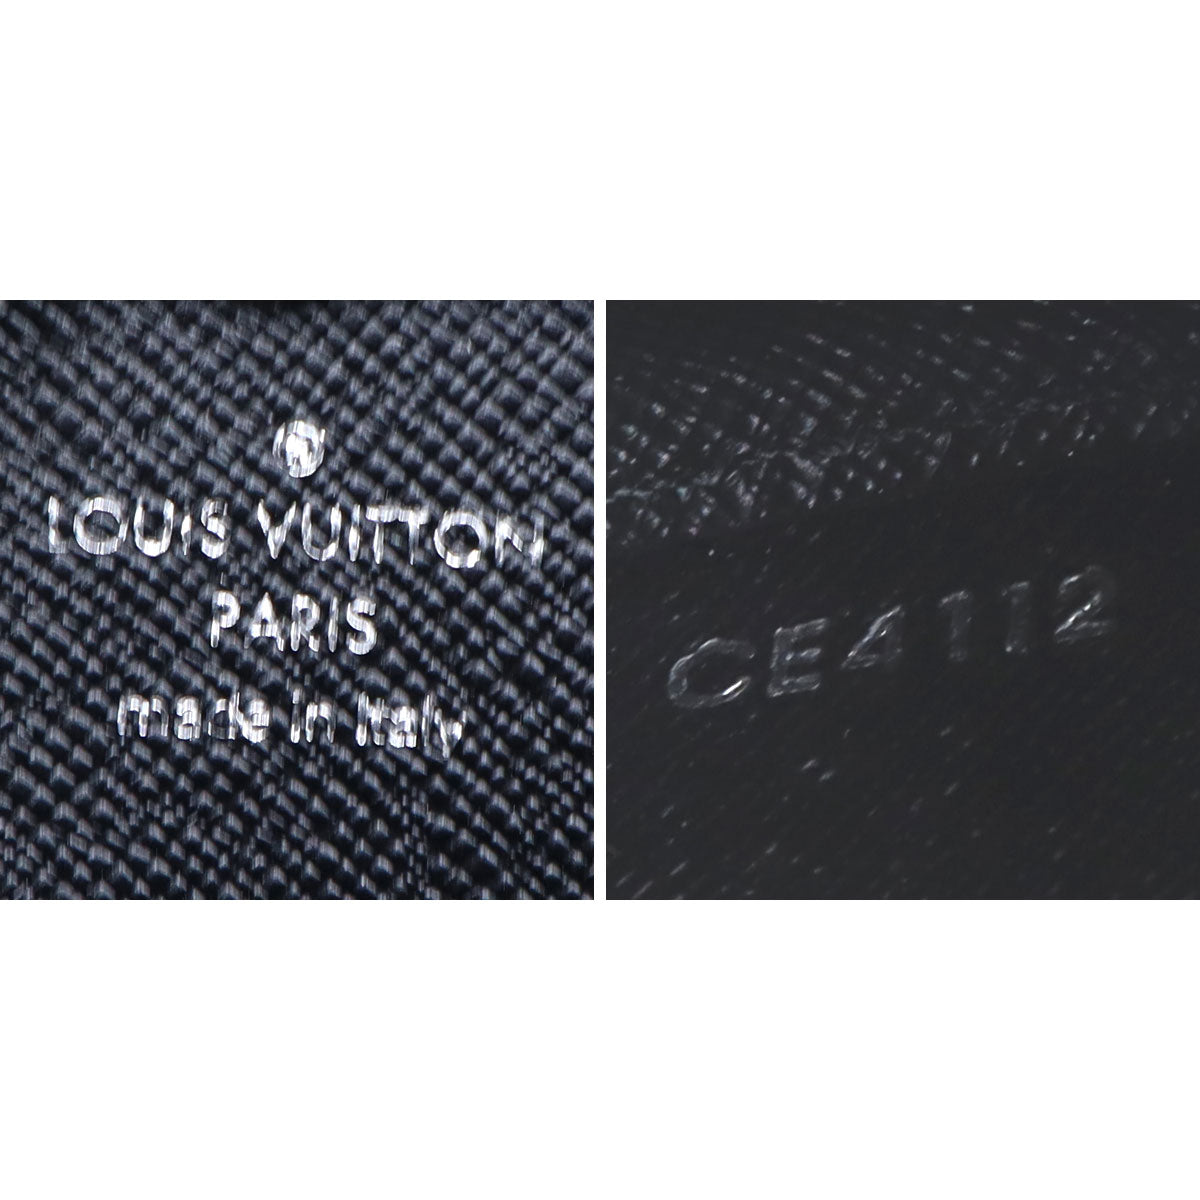 ®
LOUIS VUITTON
PARIS
made in Italy
CE4112